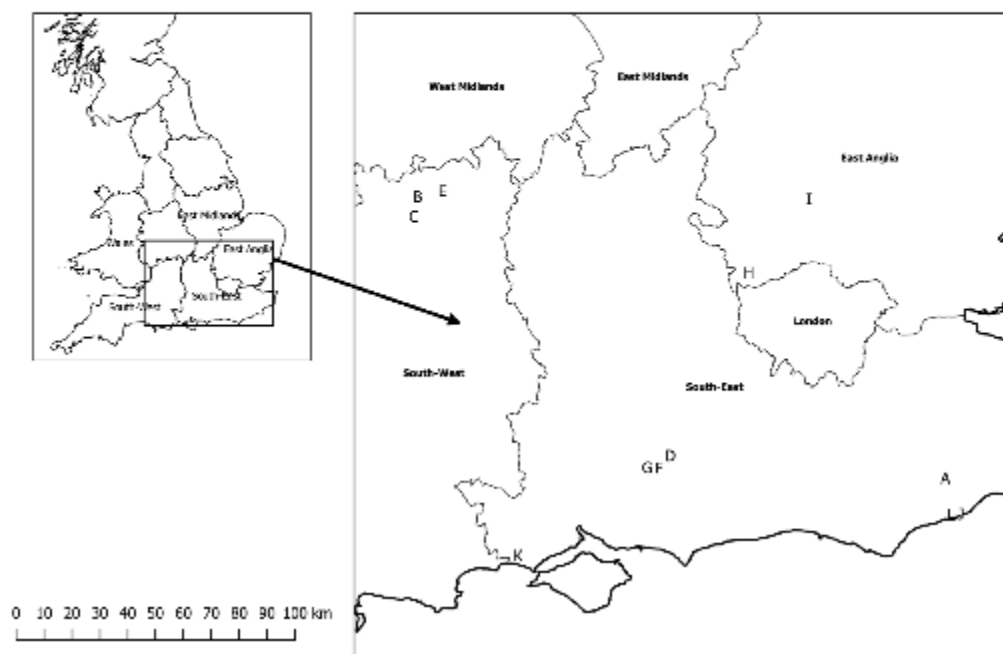 East Midlands
Wales
East Anglia
South-East
South-West
0 10 20 30 40 50 60 70 80 90 100 km
West Midlands
East Midlands
East Anglia
B
E
C
I
H
London
South-West
South-East
D
G F
A
L J
K